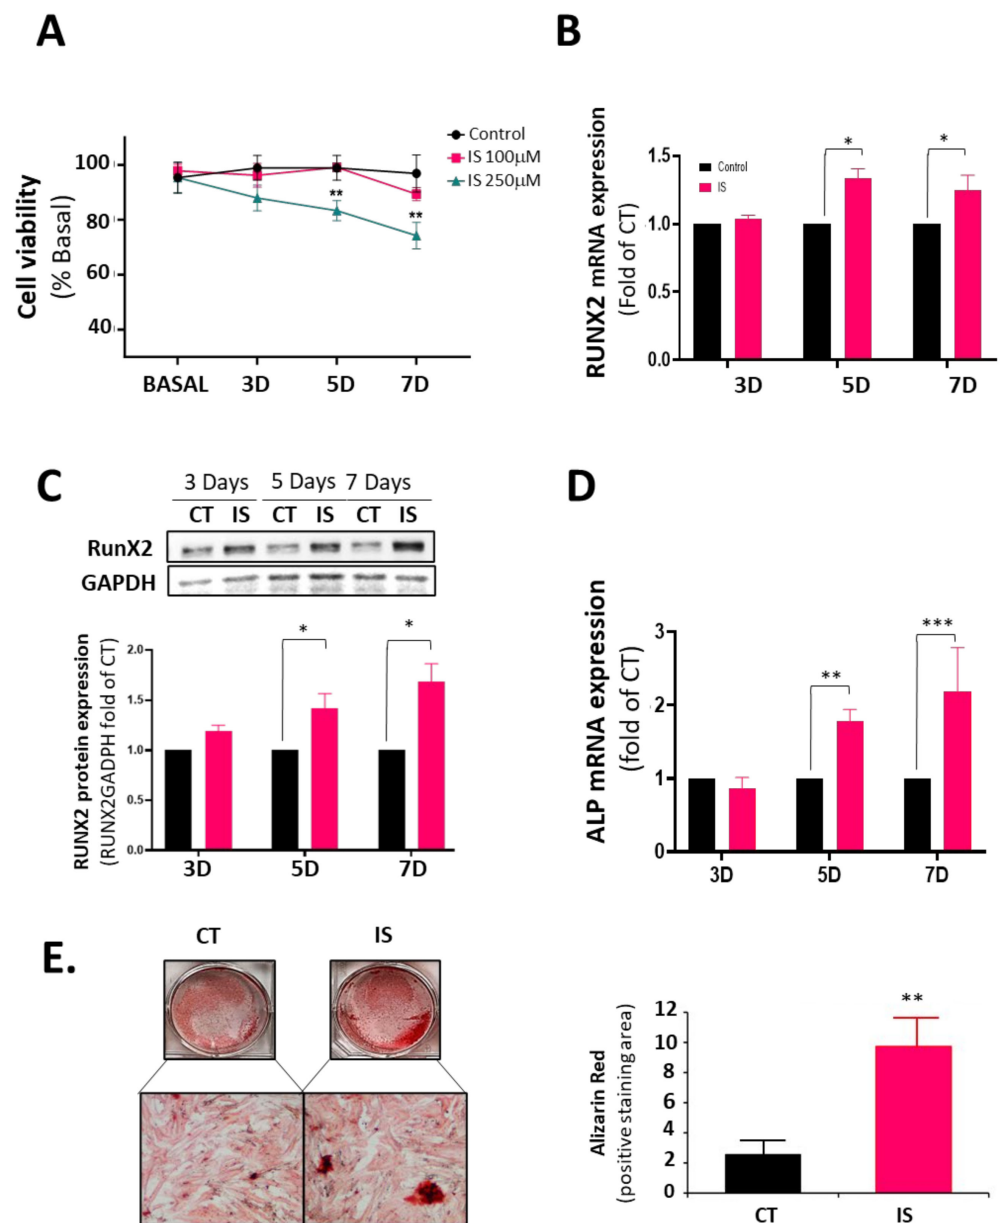 A
Control
IS 100µM
IS 250µM
Cell viability
(% Basal)
100
80
60
40
**
**
BASAL 3D 5D 7D
B
RUNX2 mRNA expression
(Fold of CT)
1.5
1.0
0.5
0.0
Control
IS
*
*
3D 5D 7D
C
3 Days 5 Days 7 Days
CT IS CT IS CT IS
RunX2
GAPDH
RUNX2 protein expression
(RUNX2GADPH fold of CT)
2.0
1.5
1.0
0.5
0.0
*
*
3D 5D 7D
D
ALP mRNA expression
(fold of CT)
3
2
1
0
**
***
3D 5D 7D
E.
CT IS
Alizarin Red
(positive staining area)
12
10
8
6
4
2
0
**
CT IS